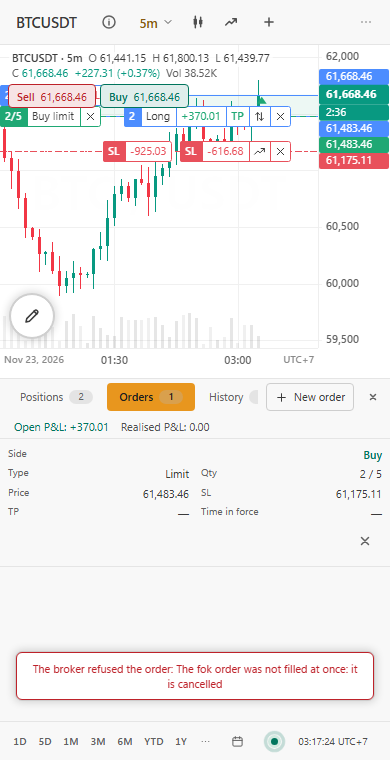 BTCUSDT 5m
BTCUSDT · 5m O 61,441.15 H 61,800.13 L 61,439.77
C 61,668.46 +227.31 (+0.37%) Vol 38.52K
62,000
61,668.46
Sell 61,668.46 Buy 61,668.46
61,668.46
2:36
2/5 Buy limit 2 Long +370.01 TP
61,483.46
61,483.46
SL -925.03 SL -616.68
61,175.11
60,500
60,000
59,500
Nov 23, 2026 01:30 03:00 UTC+7
Positions 2 Orders 1 History New order
Open P&L: +370.01 Realised P&L: 0.00
Side Buy
Type Limit Qty 2 / 5
Price 61,483.46 SL 61,175.11
TP — Time in force —
The broker refused the order: The fok order was not filled at once: it
is cancelled
1D 5D 1M 3M 6M YTD 1Y ··· 03:17:24 UTC+7